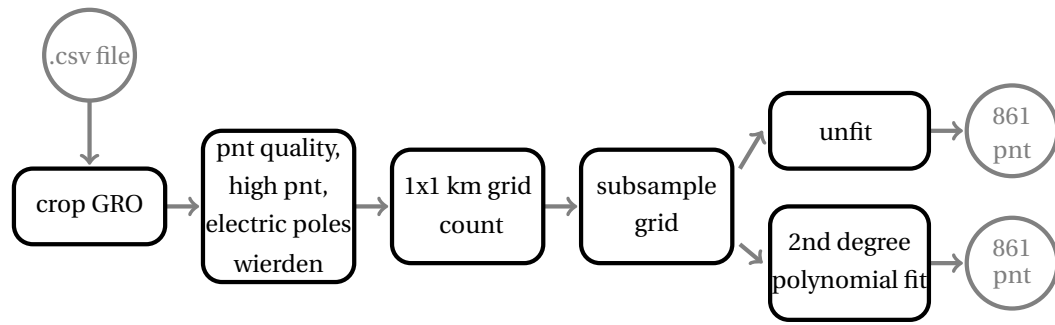 .csv file
crop GRO
pnt quality,
high pnt,
electric poles
wierden
1x1 km grid
count
subsample
grid
unfit
861
pnt
2nd degree
polynomial fit
861
pnt